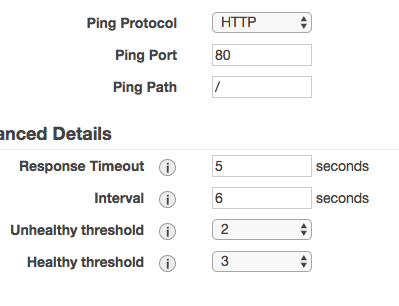 Ping Protocol HTTP
Ping Port 80
Ping Path /
anced Details
Response Timeout i 5 seconds
Interval i 6 seconds
Unhealthy threshold i 2
Healthy threshold i 3